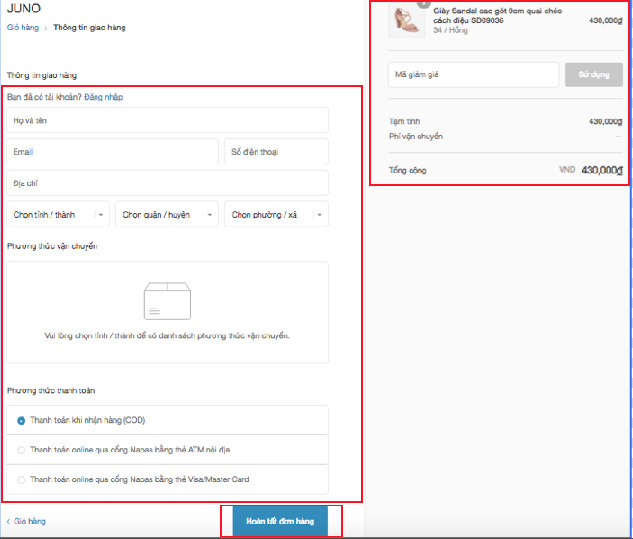 JUNO
Giỏ hàng > Thông tin giao hàng
Thông tin giao hàng
Bạn đã có tài khoản? Đăng nhập
Họ và tên
Email
Số điện thoại
Địa chỉ
Chọn tỉnh / thành
Chọn quận / huyện
Chọn phường / xã
Phương thức vận chuyển
Vui lòng chọn tỉnh / thành để có danh sách phương thức vận chuyển.
Phương thức thanh toán
Thanh toán khi nhận hàng (COD)
Thanh toán online qua cổng Napas bằng thẻ ATM nội địa
Thanh toán online qua cổng Napas bằng thẻ Visa/Master Card
< Giỏ hàng
Hoàn tất đơn hàng
Giày Sandal cao gót 9cm quai chéo
cách điệu SD09036
430,000₫
34 / Hồng
Mã giảm giá
Sử dụng
Tạm tính
430,000₫
Phí vận chuyển
—
Tổng cộng
VND 430,000₫